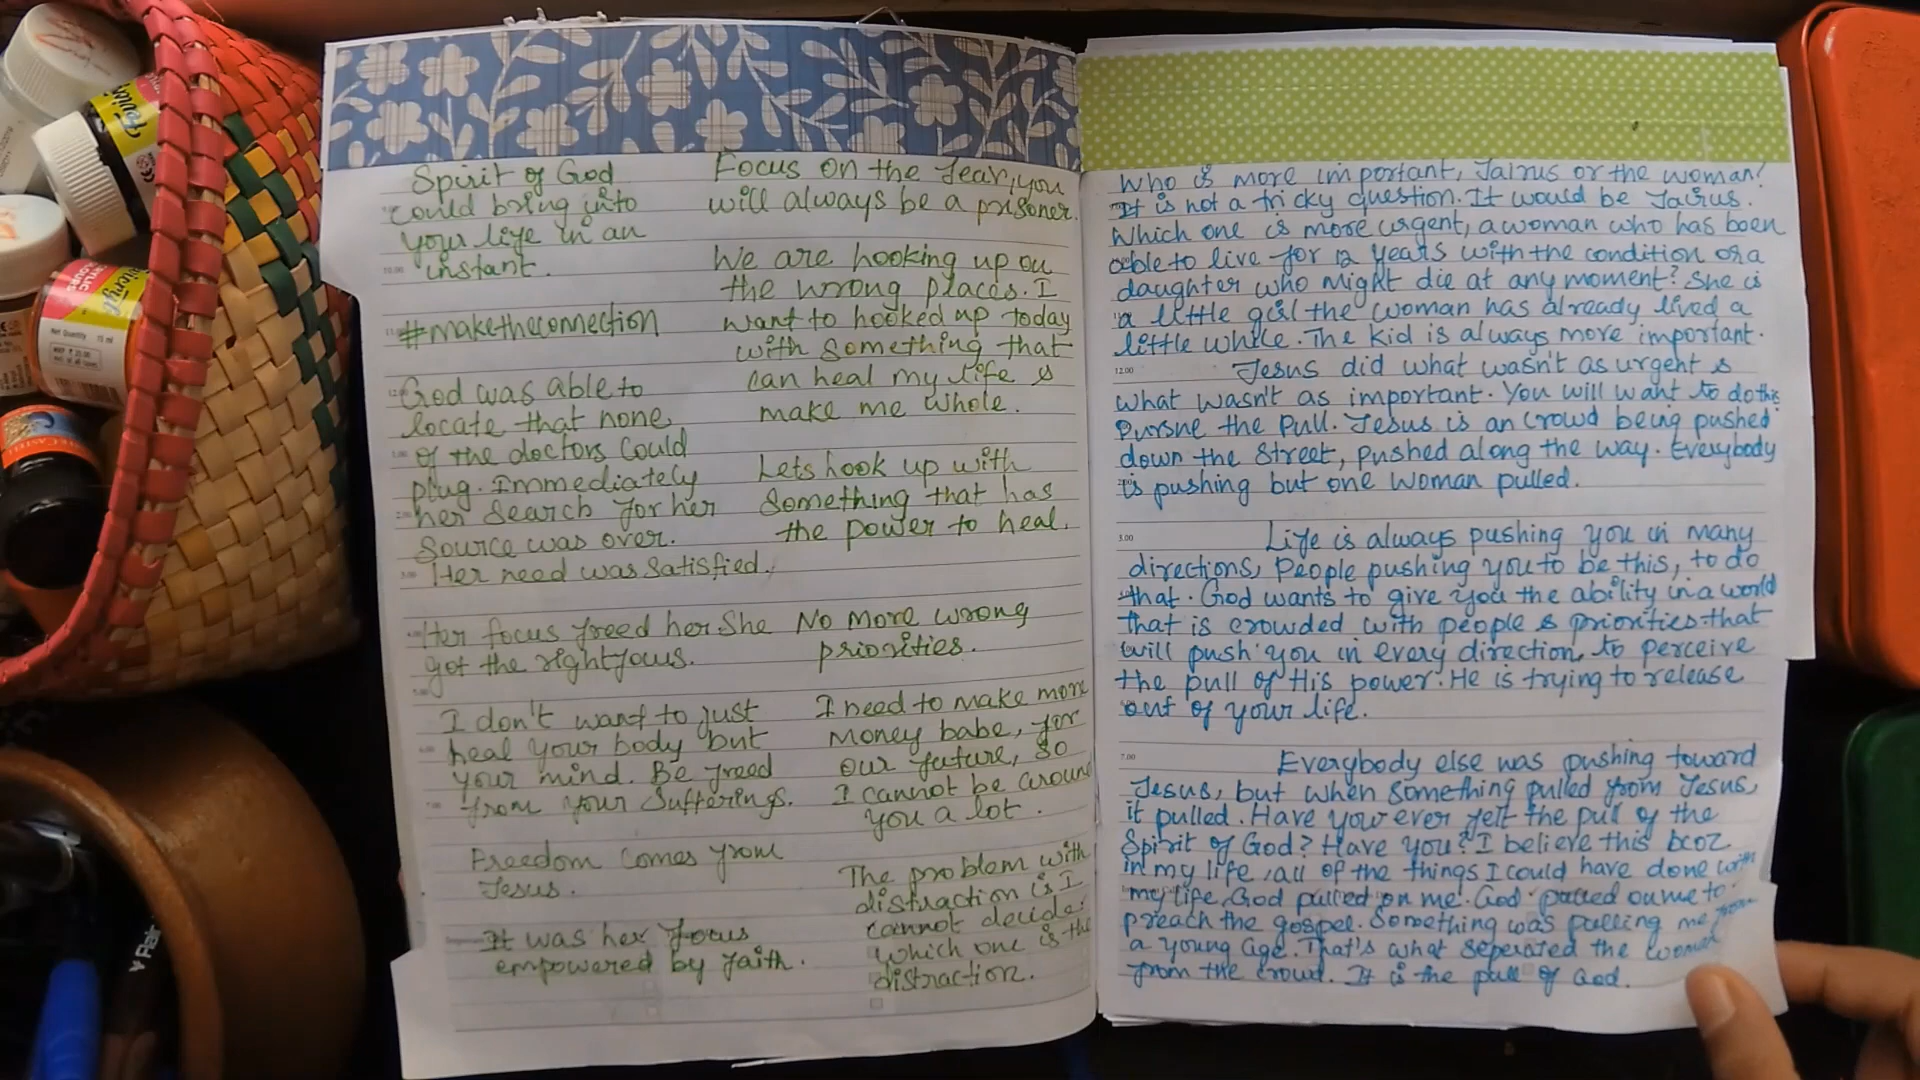 Spirit of God
could bring into
your life in an
instant.
#maketheconnection
God was able to
locate that none
of the doctors could
plug. Immediately
her search for her
source was over.
Her need was satisfied.
Her focus freed her She
got the right focus.
I don't want to just
heal your body but
your mind. Be freed
from your sufferings.
Freedom comes from
Jesus.
It was her focus
empowered by faith.
Focus on the fear, you
will always be a prisoner.
We are hooking up on
the wrong places. I
want to hooked up today
with something that
can heal my life &
make me whole.
Lets hook up with
something that has
the power to heal.
No More wrong
priorities.
I need to make more
money babe, for
our future, so
I cannot be around
you a lot.
The problem with
distraction is I
cannot decide
which one is the
distraction.
Who is more important, Jairus or the woman?
It is not a tricky question. It would be Jairus.
Which one is more urgent, a woman who has been
able to live for 12 years with the condition or a
daughter who might die at any moment? She is
a little girl the woman has already lived a
little while. The kid is always more important.
Jesus did what wasn't as urgent &
what wasn't as important. You will want to do this
Pursue the Pull. Jesus is an crowd being pushed
down the street, pushed along the way. Everybody
is pushing but one woman pulled.
Life is always pushing you in many
directions, people pushing you to be this, to do
that. God wants to give you the ability in a world
that is crowded with people & priorities that
will push you in every direction, to perceive
the pull of His power. He is trying to release
out of your life.
Everybody else was pushing toward
Jesus, but when something pulled from Jesus,
it pulled. Have you ever felt the pull of the
Spirit of God? Have you? I believe this bcoz
in my life, all of the things I could have done with
my life, God pulled on me. God pulled on me to
preach the gospel. Something was pulling me from
a young age. That's what seperated the woman
from the crowd. It is the pull of God.
Fevicryl
ACRYLIC
COLOURS
Net Quantity 15 ml